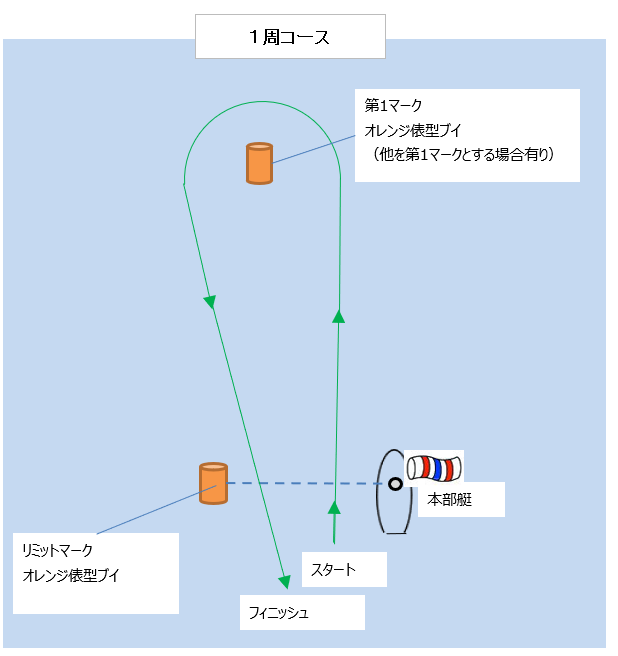 １周コース
第1マーク
オレンジ俵型ブイ
（他を第1マークとする場合有り）
本部艇
リミットマーク
オレンジ俵型ブイ
スタート
フィニッシュ